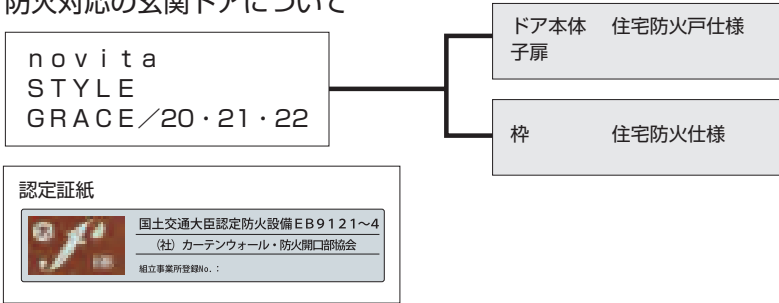 防火対応の玄関ドアについて
novita
STYLE
GRACE／20・21・22
ドア本体 住宅防火戸仕様
子扉
枠 住宅防火仕様
認定証紙
国土交通大臣認定防火設備EB9121～4
（社）カーテンウォール・防火開口部協会
組立事業所登録No.：